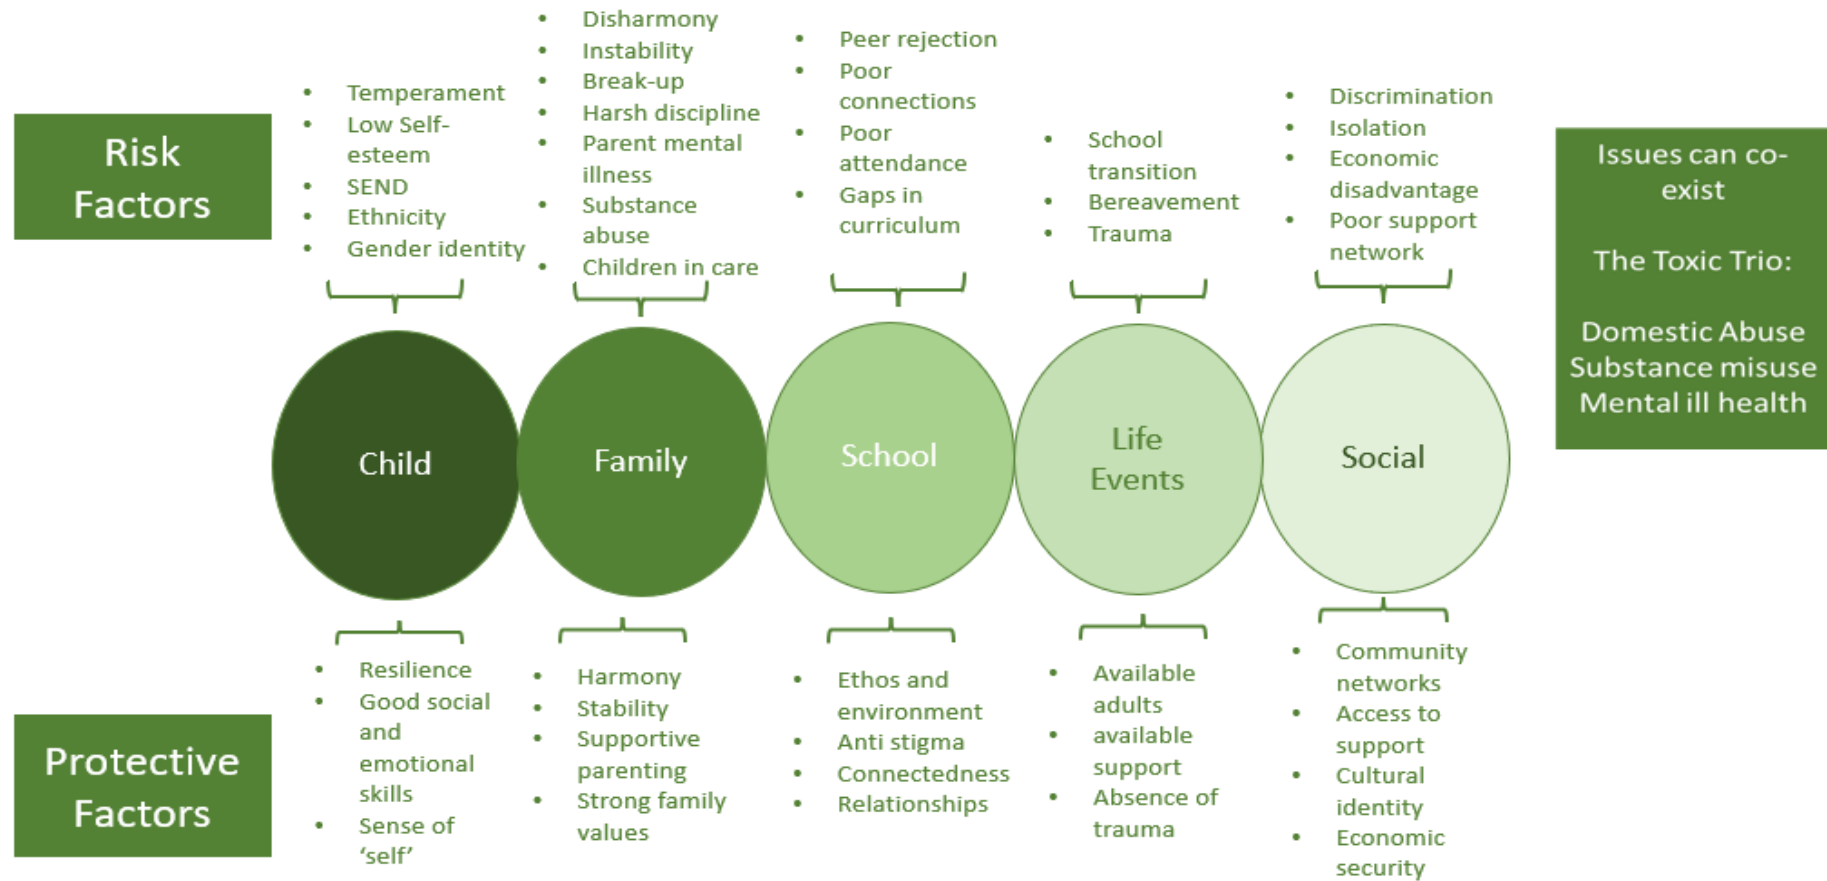 Risk
Factors
• Temperament
• Low Self-
esteem
• SEND
• Ethnicity
• Gender identity
• Disharmony
• Instability
• Break-up
• Harsh discipline
• Parent mental
illness
• Substance
abuse
• Children in care
• Peer rejection
• Poor
connections
• Poor
attendance
• Gaps in
curriculum
• School
transition
• Bereavement
• Trauma
• Discrimination
• Isolation
• Economic
disadvantage
• Poor support
network
Issues can co-
exist
The Toxic Trio:
Domestic Abuse
Substance misuse
Mental ill health
Child
Family
School
Life
Events
Social
Protective
Factors
• Resilience
• Good social
and
emotional
skills
• Sense of
‘self’
• Harmony
• Stability
• Supportive
parenting
• Strong family
values
• Ethos and
environment
• Anti stigma
• Connectedness
• Relationships
• Available
adults
• available
support
• Absence of
trauma
• Community
networks
• Access to
support
• Cultural
identity
• Economic
security